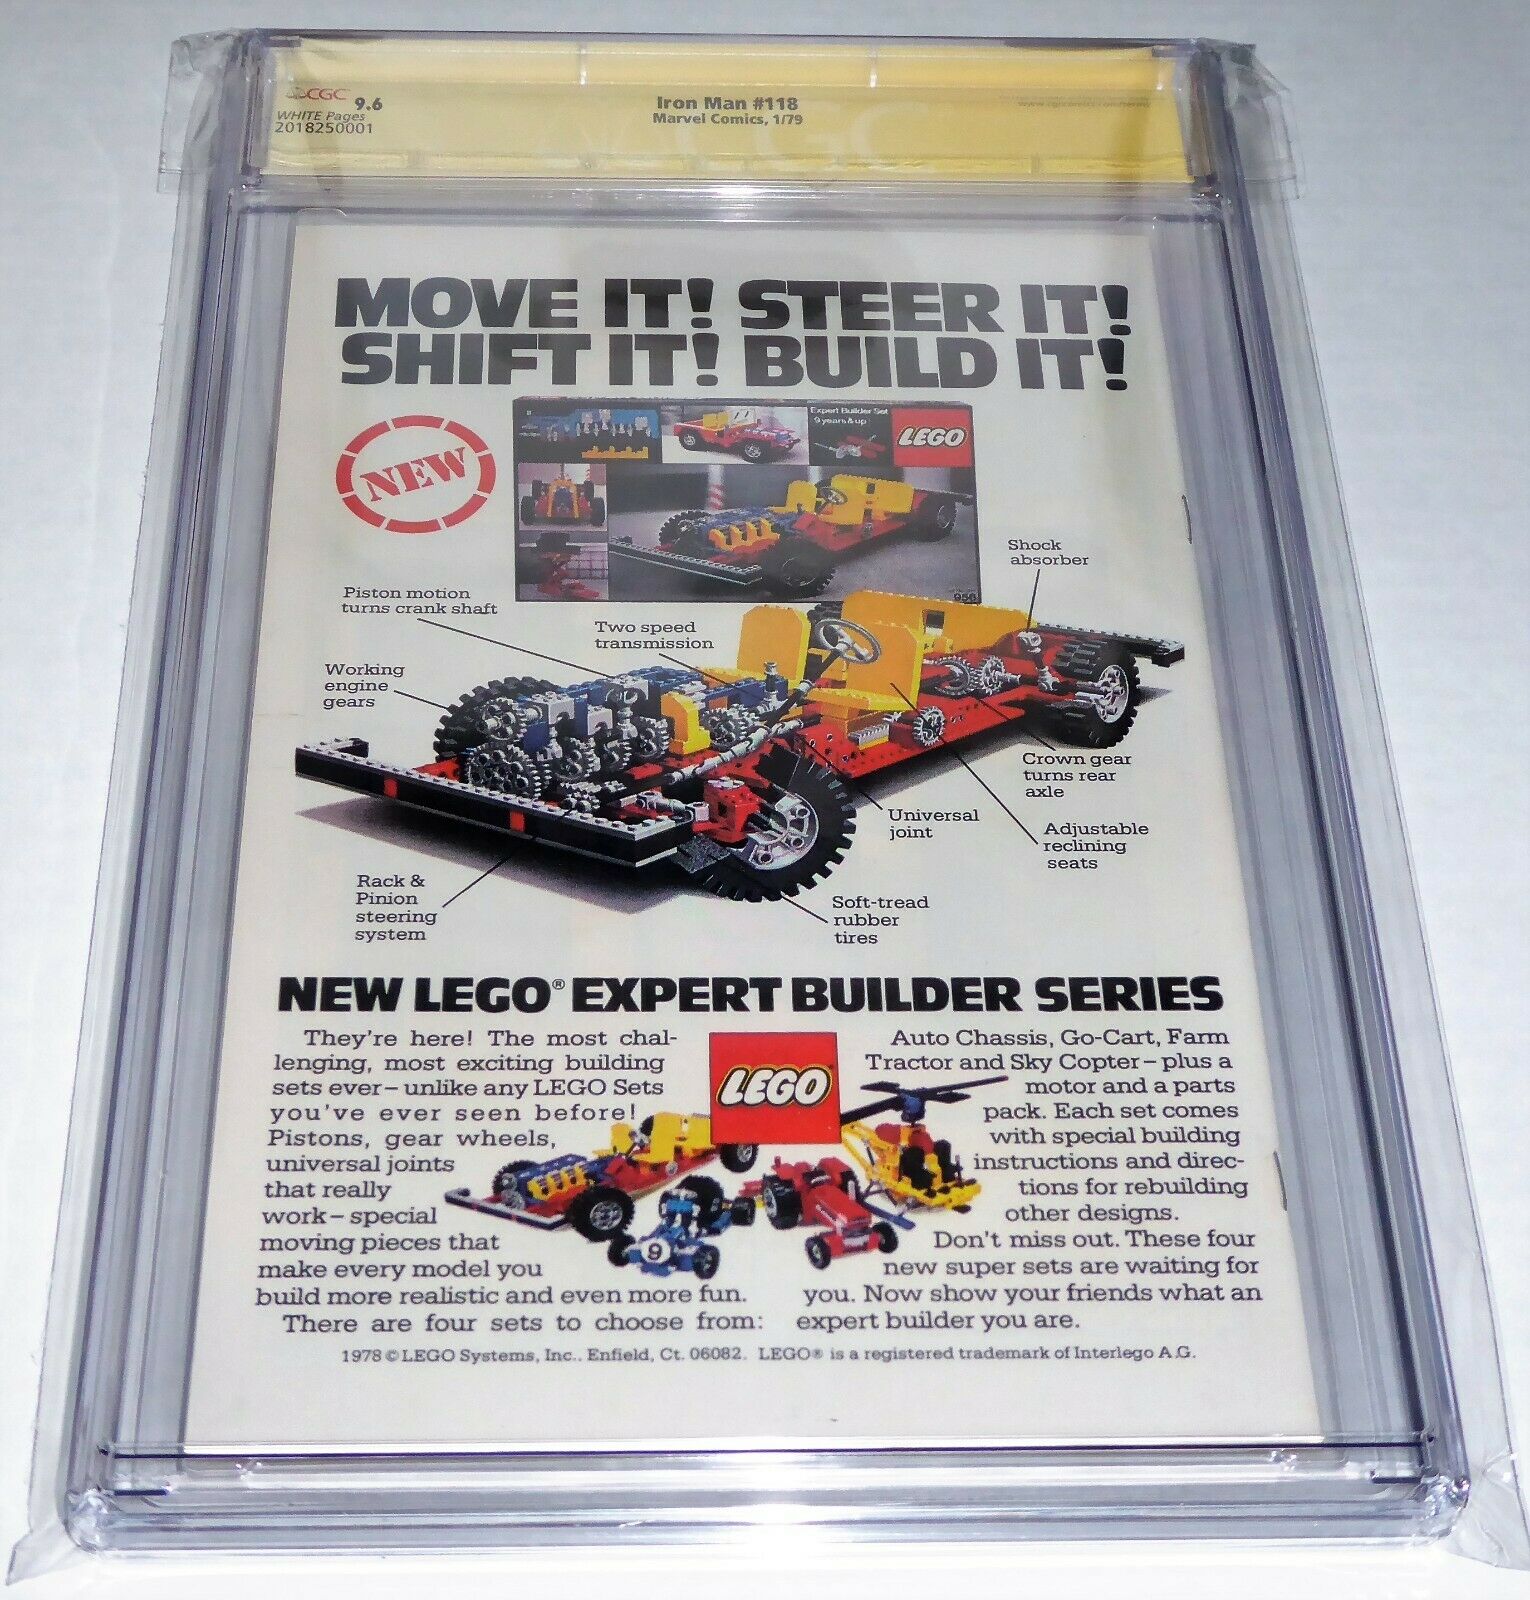 CGC 9.6
WHITE Pages
2018250001
Iron Man #118
Marvel Comics, 1/79
CGC
MOVE IT! STEER IT!
SHIFT IT! BUILD IT!
NEW
Expert Builder Set
9 years & up
LEGO
Shock
absorber
Piston motion
turns crank shaft
Two speed
transmission
Working
engine
gears
Crown gear
turns rear
axle
Universal
joint
Adjustable
reclining
seats
Rack &
Pinion
steering
system
Soft-tread
rubber
tires
NEW LEGO® EXPERT BUILDER SERIES
They're here! The most chal-
lenging, most exciting building
sets ever – unlike any LEGO Sets
you've ever seen before!
Pistons, gear wheels,
universal joints
that really
work – special
moving pieces that
make every model you
build more realistic and even more fun.
There are four sets to choose from:
LEGO
9
Auto Chassis, Go-Cart, Farm
Tractor and Sky Copter – plus a
motor and a parts
pack. Each set comes
with special building
instructions and direc-
tions for rebuilding
other designs.
Don't miss out. These four
new super sets are waiting for
you. Now show your friends what an
expert builder you are.
1978 © LEGO Systems, Inc.. Enfield, Ct. 06082. LEGO® is a registered trademark of Interlego A.G.